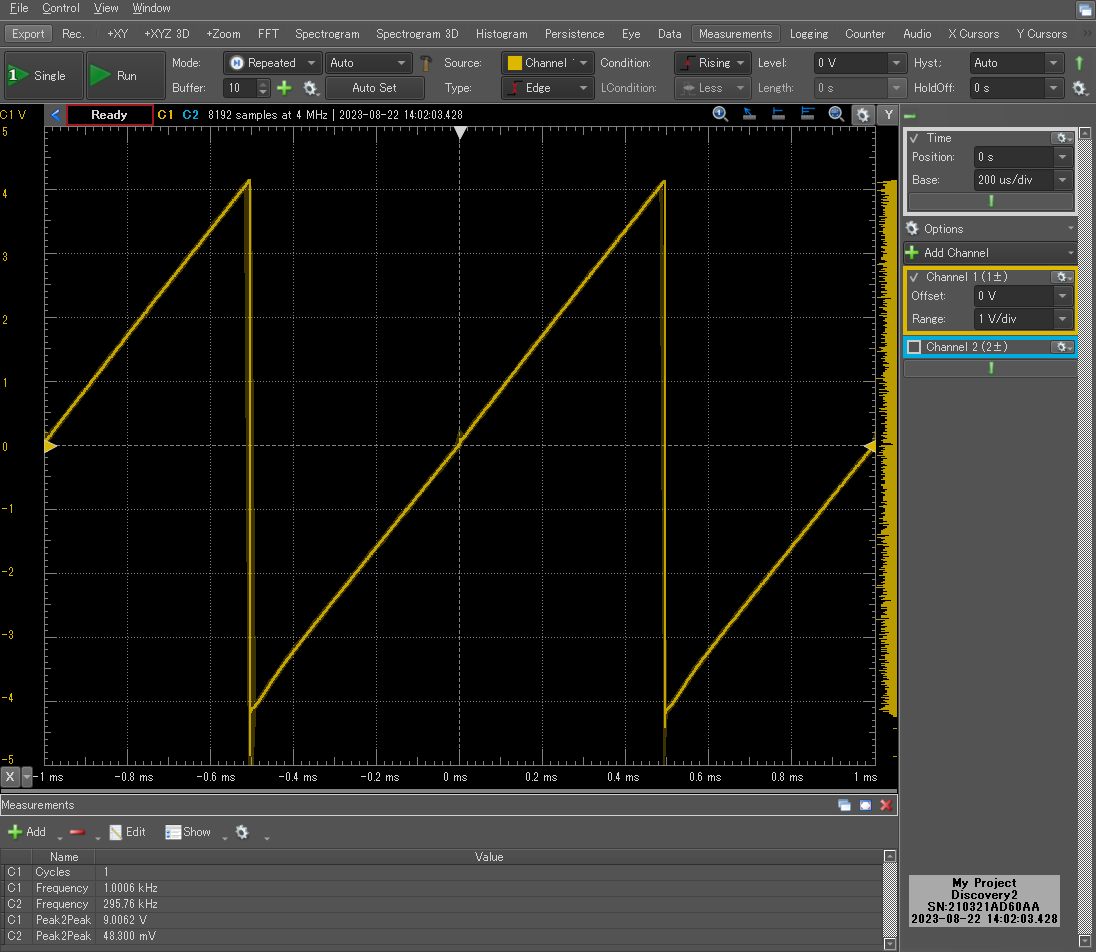 File Control View Window
Export Rec. +XY +XYZ 3D +Zoom FFT Spectrogram Spectrogram 3D Histogram Persistence Eye Data Measurements Logging Counter Audio X Cursors Y Cursors »
1 Single Run Mode: Repeated Auto Source: Channel Condition: Rising Level: 0 V Hyst.: Auto
Buffer: 10 Auto Set Type: Edge LCondition: Less Length: 0 s HoldOff: 0 s
C1 V Ready C1 C2 8192 samples at 4 MHz | 2023-08-22 14:02:03.428 Y
5
4
3
2
1
0
-1
-2
-3
-4
-5
X -1 ms -0.8 ms -0.6 ms -0.4 ms -0.2 ms 0 ms 0.2 ms 0.4 ms 0.6 ms 0.8 ms 1 ms
Time
Position: 0 s
Base: 200 us/div
Options
Add Channel
Channel 1 (1±)
Offset: 0 V
Range: 1 V/div
Channel 2 (2±)
Measurements
Add Edit Show
Name Value
C1 Cycles 1
C1 Frequency 1.0006 kHz
C2 Frequency 295.76 kHz
C1 Peak2Peak 9.0062 V
C2 Peak2Peak 48.300 mV
My Project
Discovery2
SN:210321AD60AA
2023-08-22 14:02:03.428